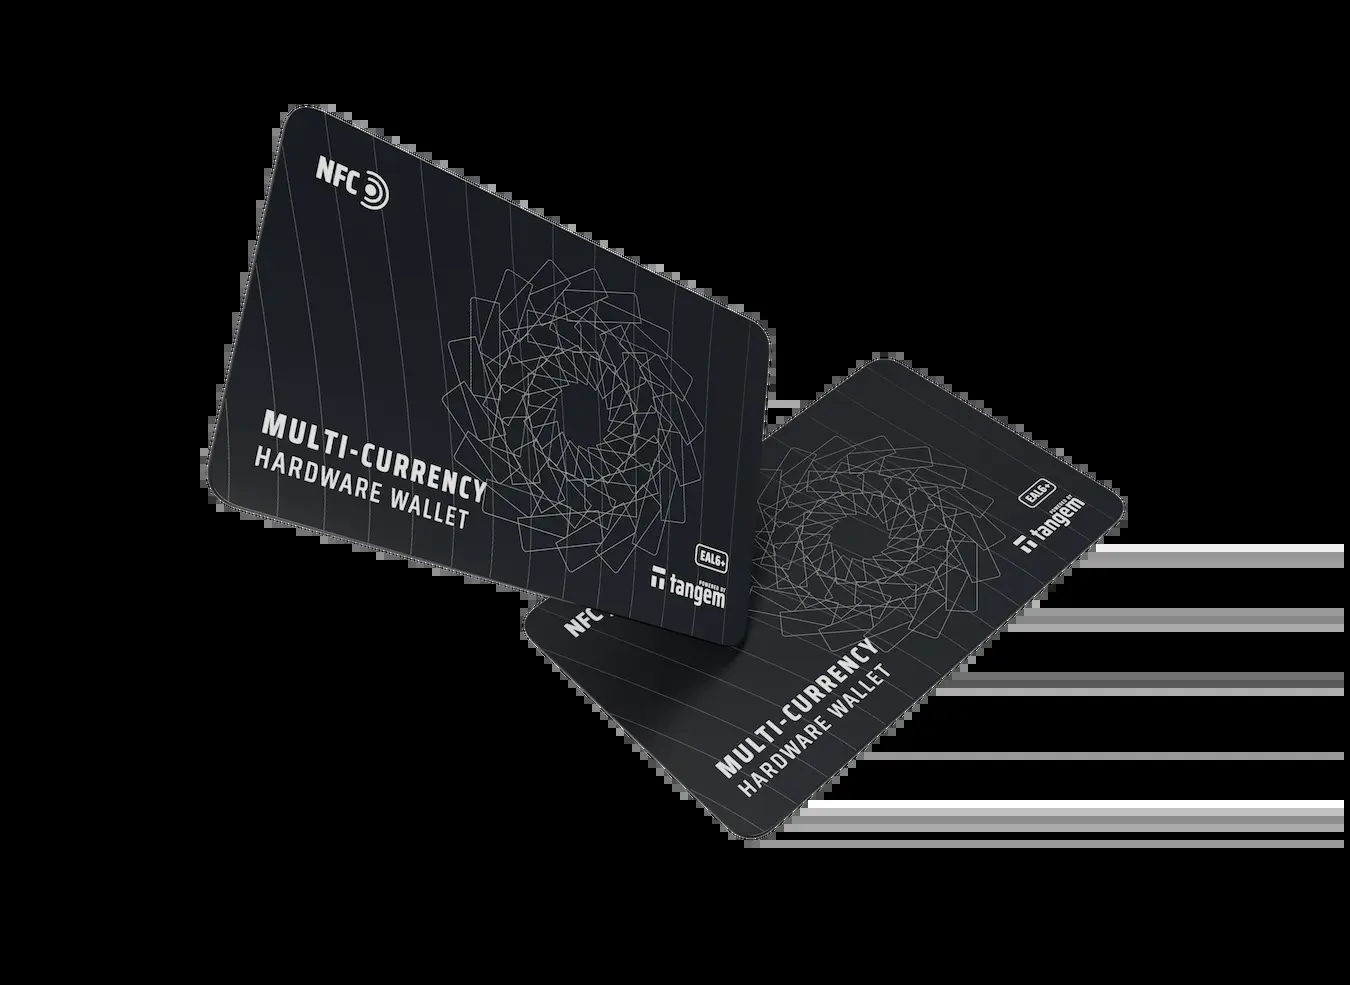 NFC
MULTI-CURRENCY
HARDWARE WALLET
EAL6+
POWERED BY
tangem
NFC
MULTI-CURRENCY
HARDWARE WALLET
EAL6+
POWERED BY
tangem